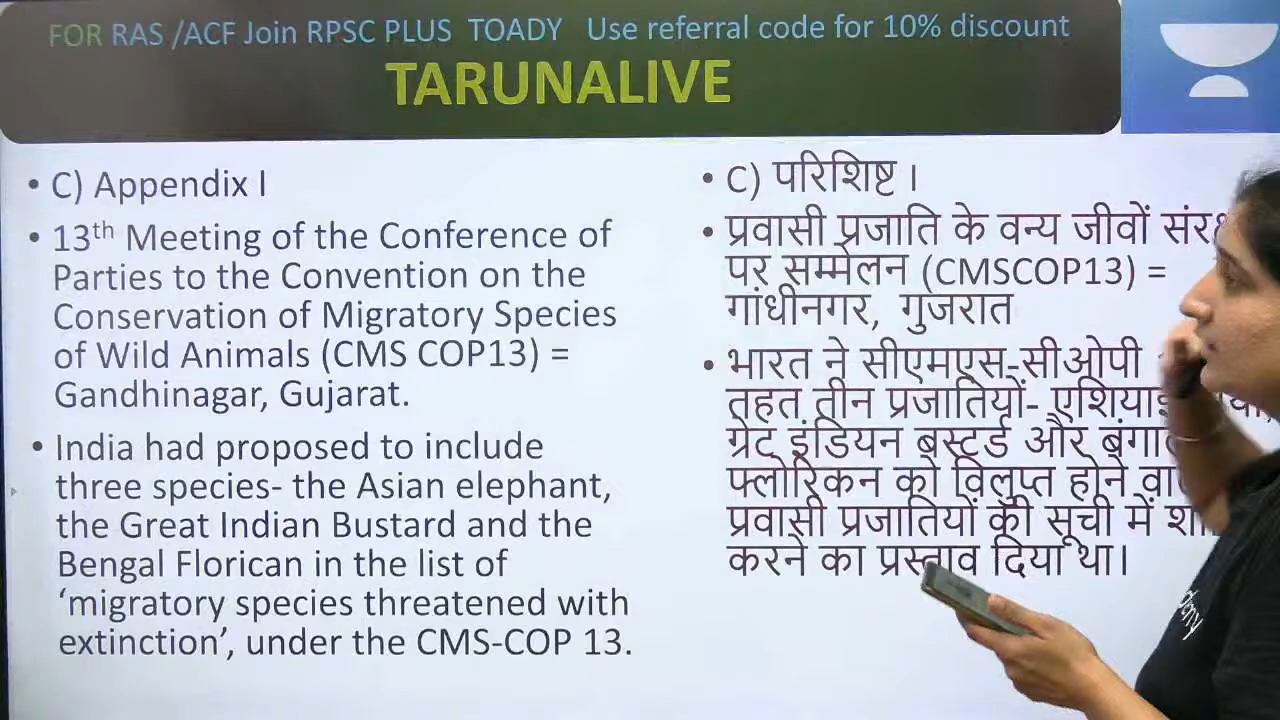 FOR RAS /ACF Join RPSC PLUS TOADY Use referral code for 10% discount
TARUNALIVE
• C) Appendix I
• 13th Meeting of the Conference of
Parties to the Convention on the
Conservation of Migratory Species
of Wild Animals (CMS COP13) =
Gandhinagar, Gujarat.
• India had proposed to include
three species- the Asian elephant,
the Great Indian Bustard and the
Bengal Florican in the list of
‘migratory species threatened with
extinction’, under the CMS-COP 13.
• C) परिशिष्ट ।
• प्रवासी प्रजाति के वन्य जीवों
पर सम्मेलन (CMSCOP13) =
गांधीनगर, गुजरात
• भारत ने सीएमएस-सीओपी
तहत तीन प्रजातियों-
ग्रेट इंडियन बस्टर्ड और
फ्लोरिकन को विलुप्त होने
प्रवासी प्रजातियों की सूची में
करने का प्रस्ताव दिया था।